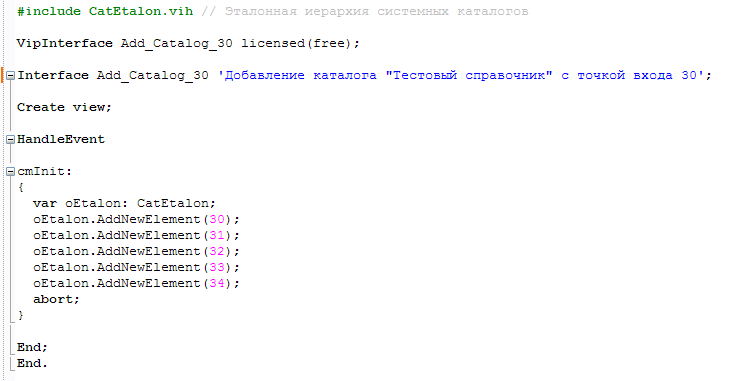 #include CatEtalon.vih // Эталонная иерархия системных каталогов
VipInterface Add_Catalog_30 licensed(free);
Interface Add_Catalog_30 'Добавление каталога "Тестовый справочник" с точкой входа 30';
Create view;
HandleEvent
cmInit:
{
var oEtalon: CatEtalon;
oEtalon.AddNewElement(30);
oEtalon.AddNewElement(31);
oEtalon.AddNewElement(32);
oEtalon.AddNewElement(33);
oEtalon.AddNewElement(34);
abort;
}
End;
End.